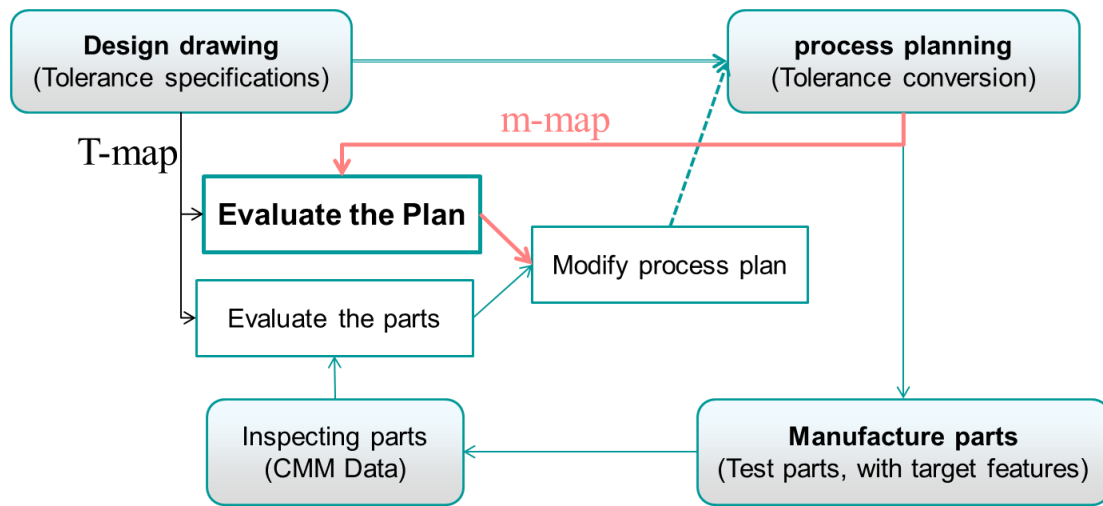 Design drawing
(Tolerance specifications)
process planning
(Tolerance conversion)
m-map
T-map
Evaluate the Plan
Modify process plan
Evaluate the parts
Inspecting parts
(CMM Data)
Manufacture parts
(Test parts, with target features)